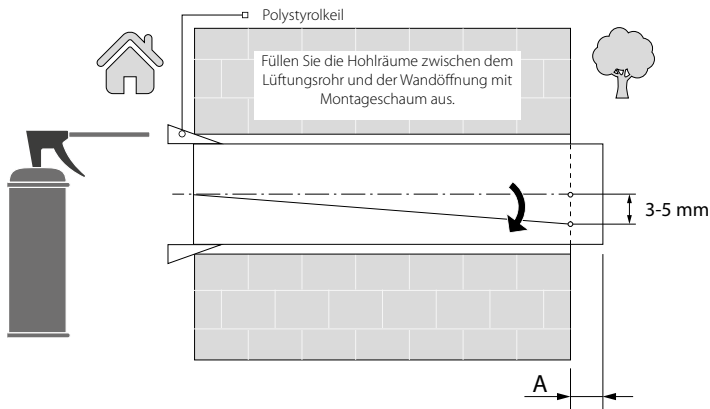 Polystyrolkeil
Füllen Sie die Hohlräume zwischen dem
Lüftungsrohr und der Wandöffnung mit
Montageschaum aus.
3-5 mm
A